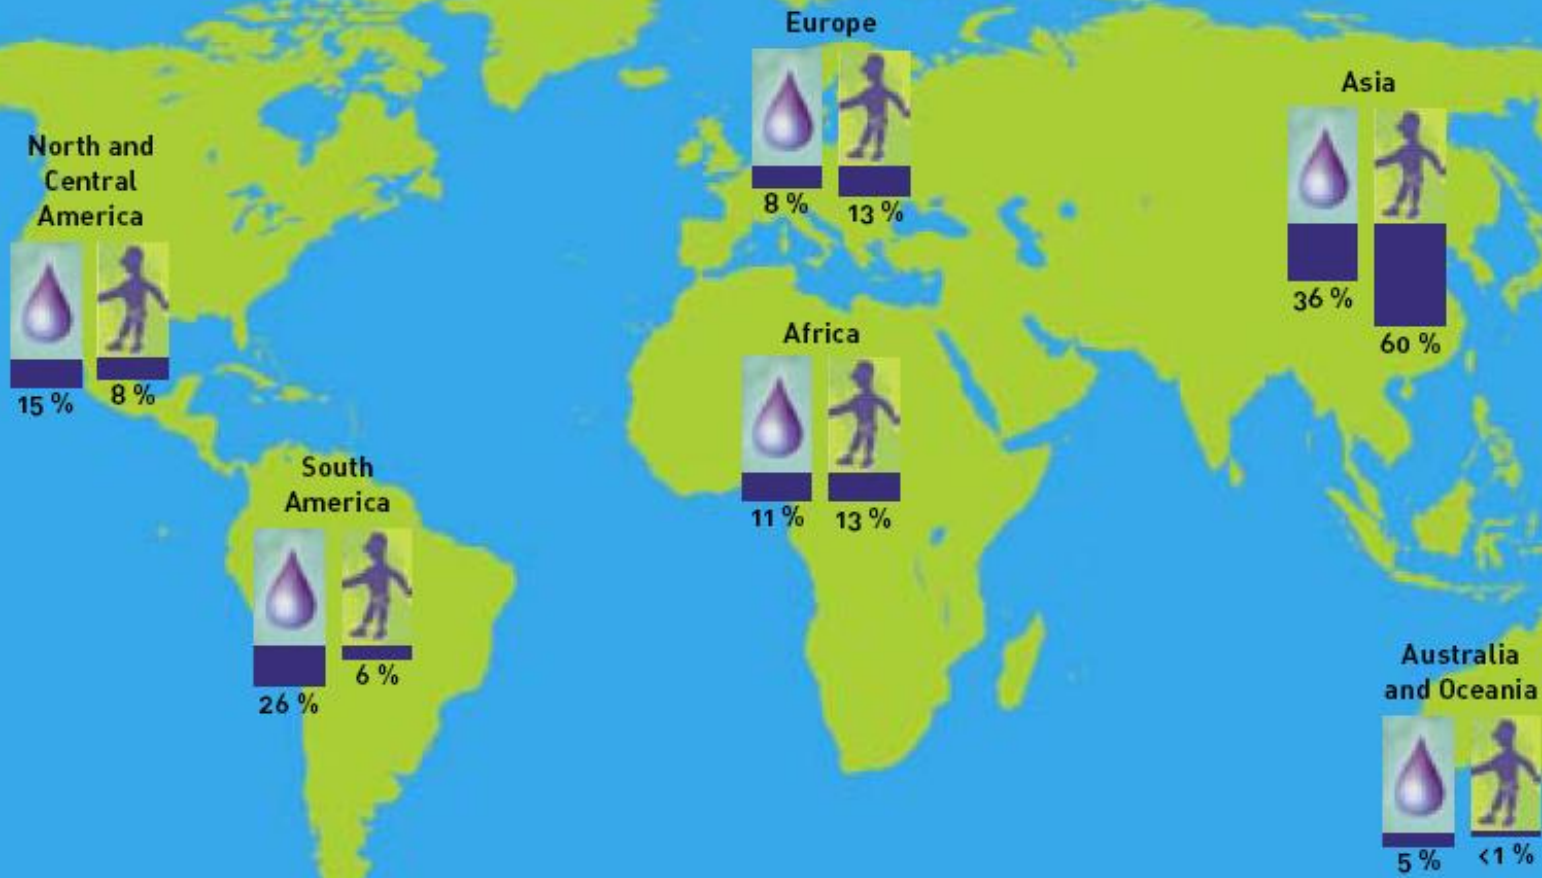 Europe
8 %
13 %
Asia
36 %
60 %
North and
Central
America
15 %
8 %
Africa
11 %
13 %
South
America
26 %
6 %
Australia
and Oceania
5 %
<1 %